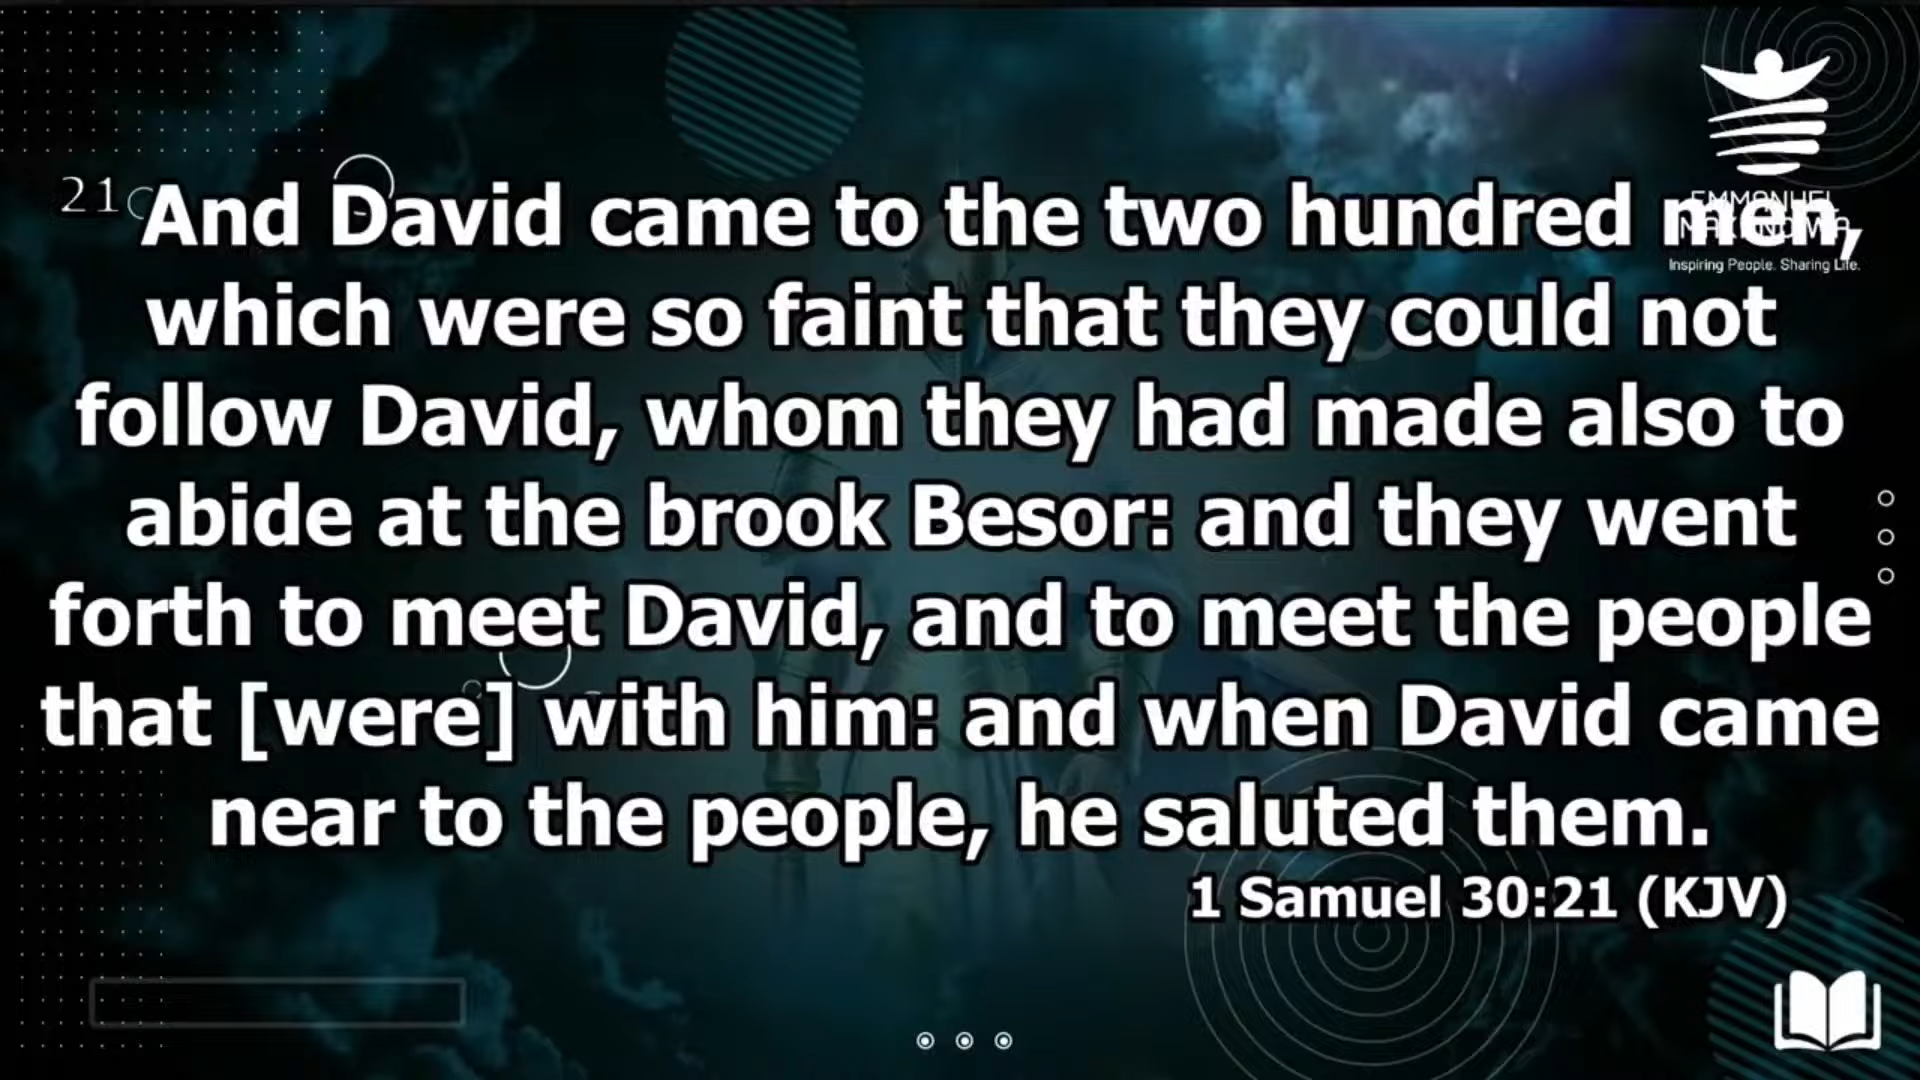 21 And David came to the two hundred men,
which were so faint that they could not
follow David, whom they had made also to
abide at the brook Besor: and they went
forth to meet David, and to meet the people
that [were] with him: and when David came
near to the people, he saluted them.
1 Samuel 30:21 (KJV)
EMMANUEL
Inspiring People. Sharing Life.